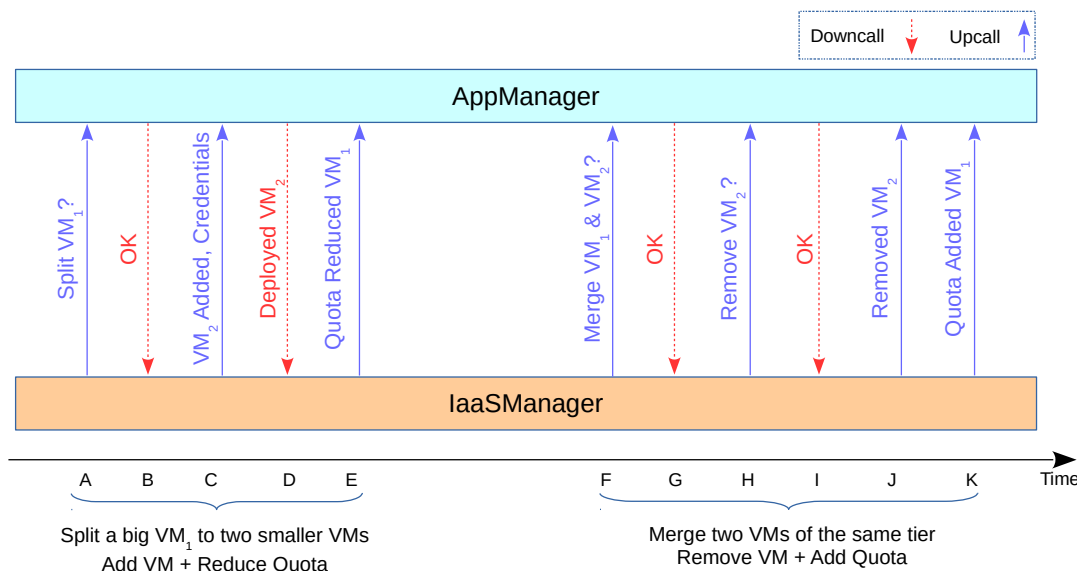 Downcall
Upcall
AppManager
Split VM₁?
OK
VM₂ Added, Credentials
Deployed VM₂
Quota Reduced VM₁
Merge VM₁ & VM₂?
OK
Remove VM₂ ?
OK
Removed VM₂
Quota Added VM₁
IaaSManager
A B C D E F G H I J K Time
Split a big VM₁ to two smaller VMs
Add VM + Reduce Quota
Merge two VMs of the same tier
Remove VM + Add Quota